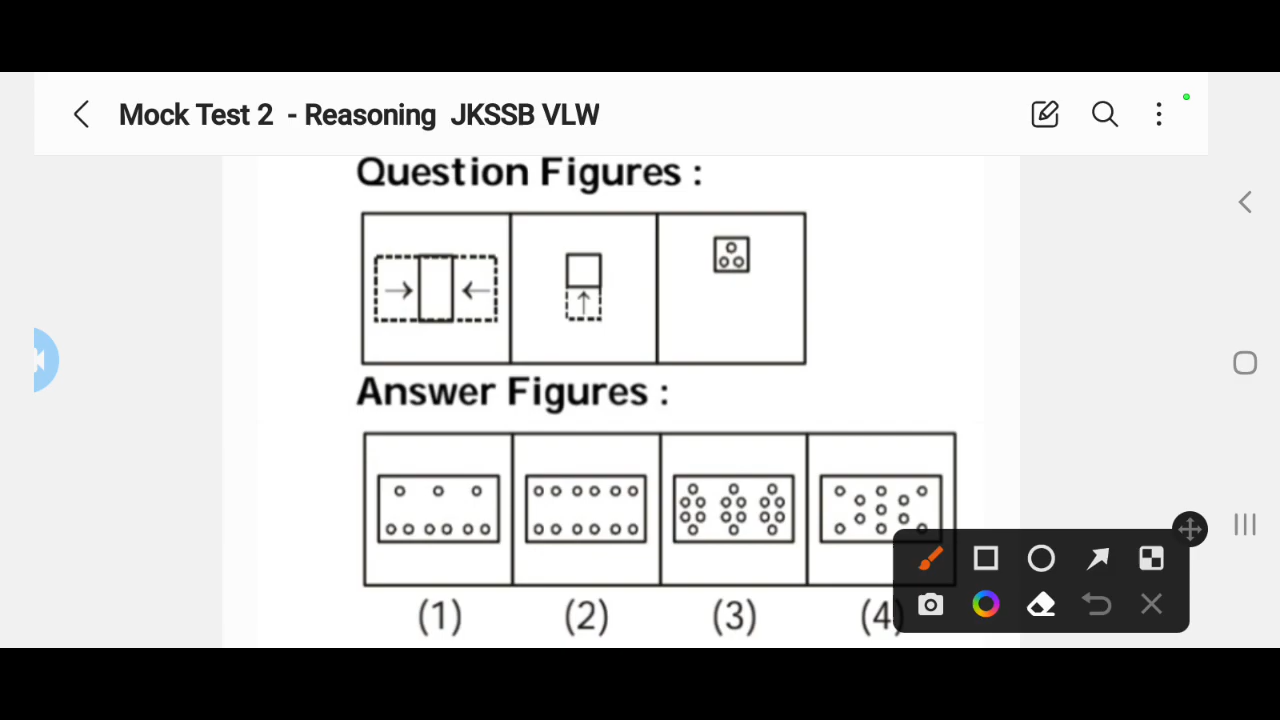 Mock Test 2 - Reasoning JKSSB VLW
Question Figures :
Answer Figures :
(1) (2) (3) (4)